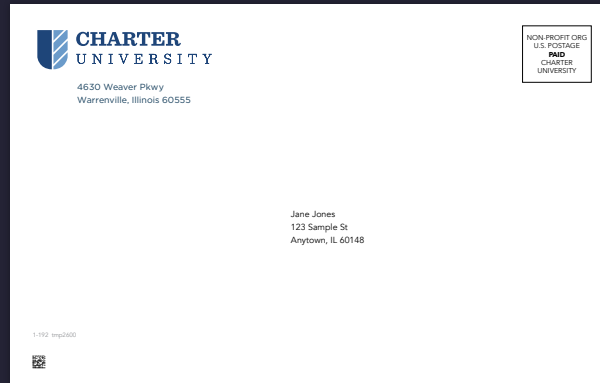 CHARTER
UNIVERSITY
4630 Weaver Pkwy
Warrenville, Illinois 60555
NON-PROFIT ORG
U.S. POSTAGE
PAID
CHARTER
UNIVERSITY
Jane Jones
123 Sample St
Anytown, IL 60148
1-192 tmp2600